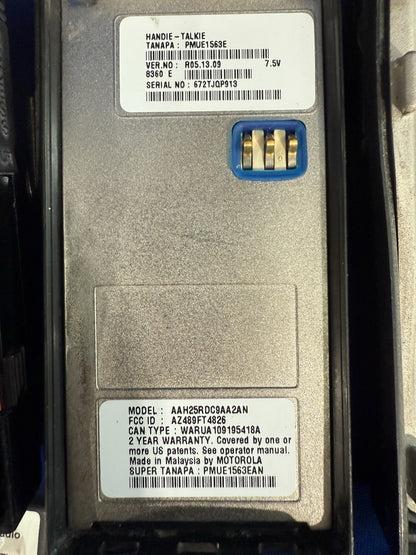 HANDIE-TALKIE
TANAPA : PMUE1563E
VER.NO : R05.13.09 7.5V
8360 E
SERIAL NO : 672TJQP913
MODEL : AAH25RDC9AA2AN
FCC ID : AZ489FT4826
CAN TYPE : WARUA109195418A
2 YEAR WARRANTY. Covered by one or
more US patents. See operator manual.
Made in Malaysia by MOTOROLA
SUPER TANAPA : PMUE1563EAN